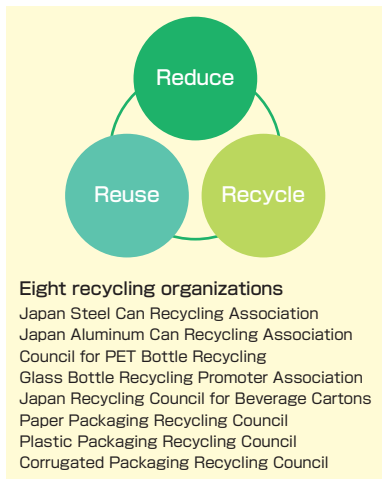 Reduce
Reuse
Recycle
Eight recycling organizations
Japan Steel Can Recycling Association
Japan Aluminum Can Recycling Association
Council for PET Bottle Recycling
Glass Bottle Recycling Promoter Association
Japan Recycling Council for Beverage Cartons
Paper Packaging Recycling Council
Plastic Packaging Recycling Council
Corrugated Packaging Recycling Council